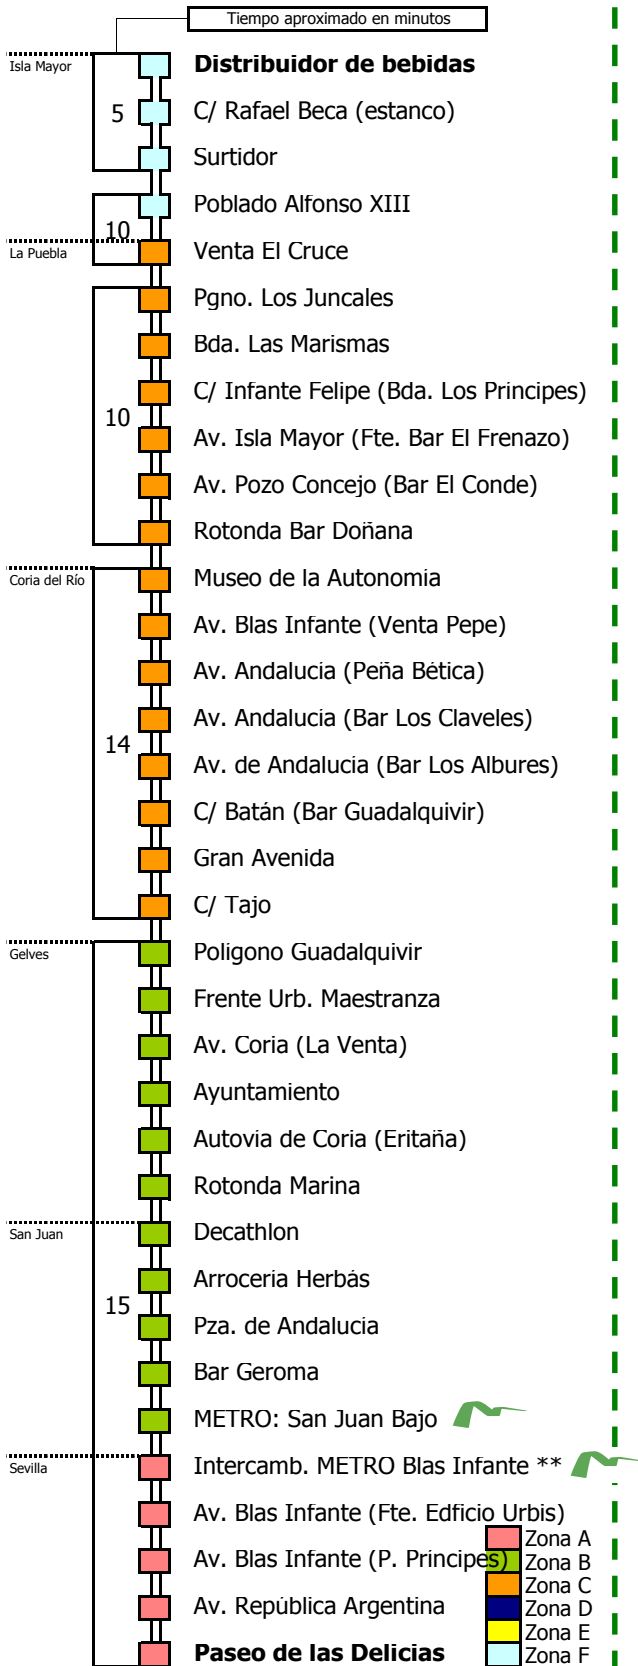 Tiempo aproximado en minutos
Isla Mayor
Distribuidor de bebidas
5
C/ Rafael Beca (estanco)
Surtidor
Poblado Alfonso XIII
10
La Puebla
Venta El Cruce
Pgno. Los Juncales
Bda. Las Marismas
C/ Infante Felipe (Bda. Los Principes)
10
Av. Isla Mayor (Fte. Bar El Frenazo)
Av. Pozo Concejo (Bar El Conde)
Rotonda Bar Doñana
Coria del Río
Museo de la Autonomia
Av. Blas Infante (Venta Pepe)
Av. Andalucia (Peña Bética)
Av. Andalucia (Bar Los Claveles)
14
Av. de Andalucia (Bar Los Albures)
C/ Batán (Bar Guadalquivir)
Gran Avenida
C/ Tajo
Gelves
Poligono Guadalquivir
Frente Urb. Maestranza
Av. Coria (La Venta)
Ayuntamiento
Autovia de Coria (Eritaña)
Rotonda Marina
San Juan
Decathlon
Arroceria Herbás
15
Pza. de Andalucia
Bar Geroma
METRO: San Juan Bajo
Sevilla
Intercamb. METRO Blas Infante **
Av. Blas Infante (Fte. Edficio Urbis)
Av. Blas Infante (P. Principes)
Av. República Argentina
Paseo de las Delicias
Zona A
Zona B
Zona C
Zona D
Zona E
Zona F